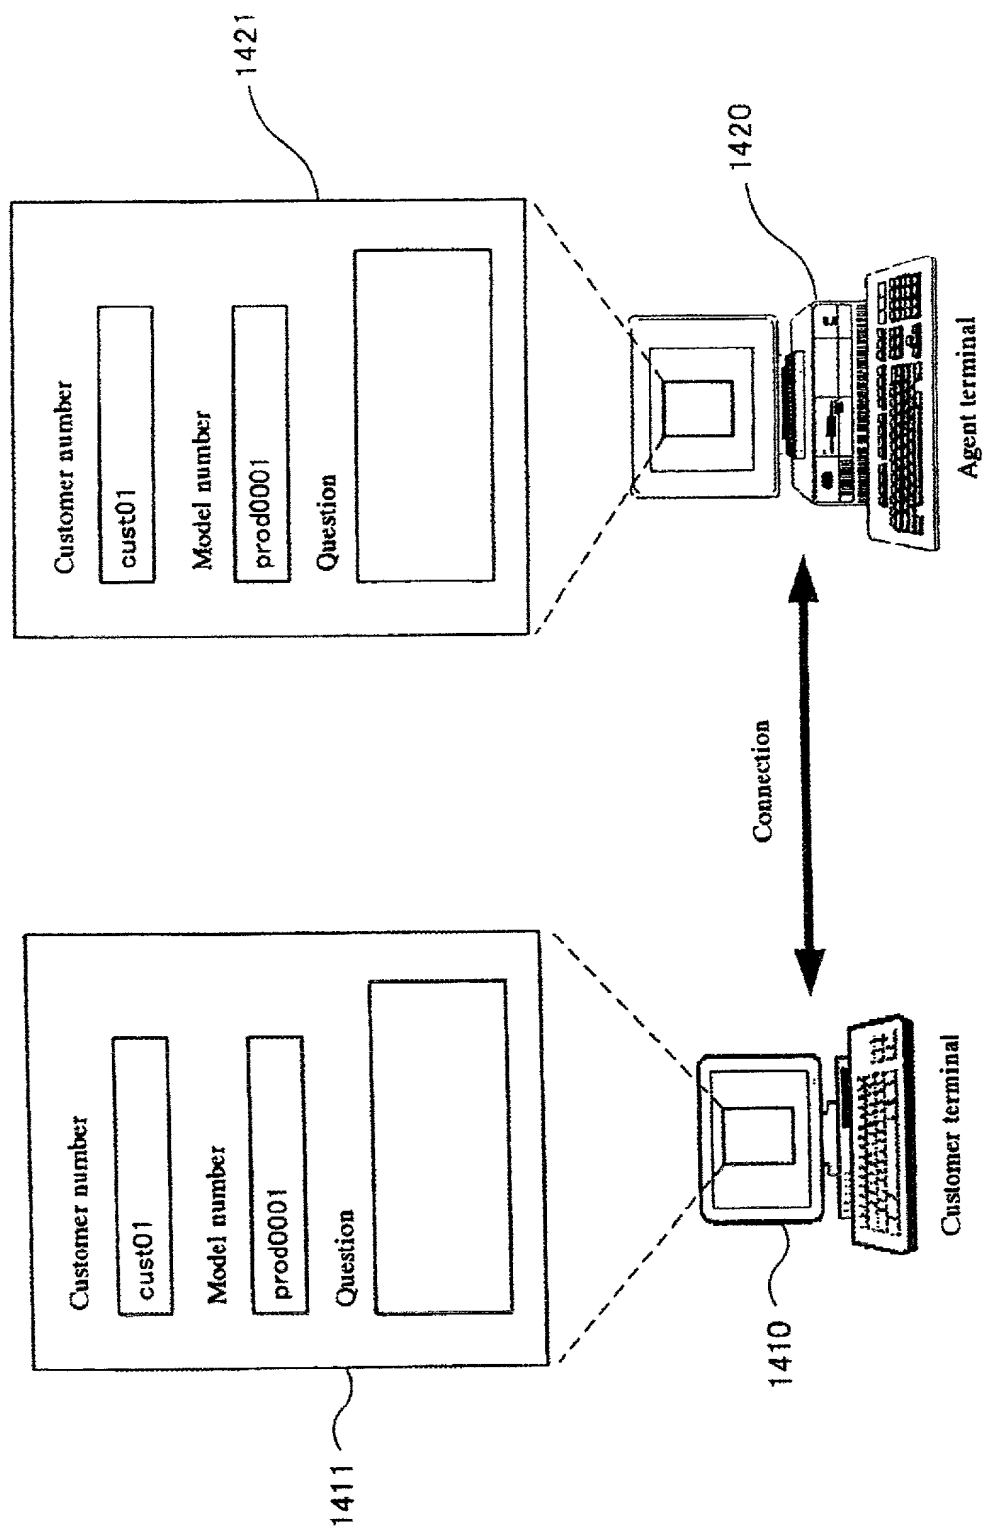 Customer number
cust01
Model number
prod0001
Question
1411
Customer number
cust01
Model number
prod0001
Question
1421
1410
Customer terminal
Connection
1420
Agent terminal